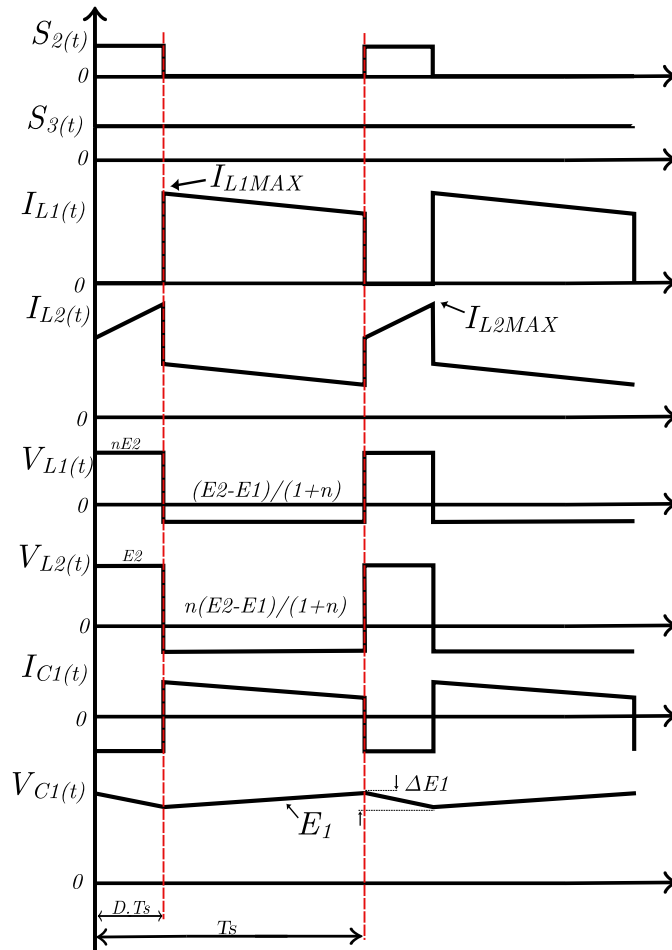 S2(t)
0
S3(t)
0
IL1MAX
IL1(t)
0
IL2(t)
IL2MAX
0
nE2
VL1(t)
(E2-E1)/(1+n)
0
VL2(t)
E2
n(E2-E1)/(1+n)
0
IC1(t)
0
VC1(t)
ΔE1
E1
0
D.Ts
Ts